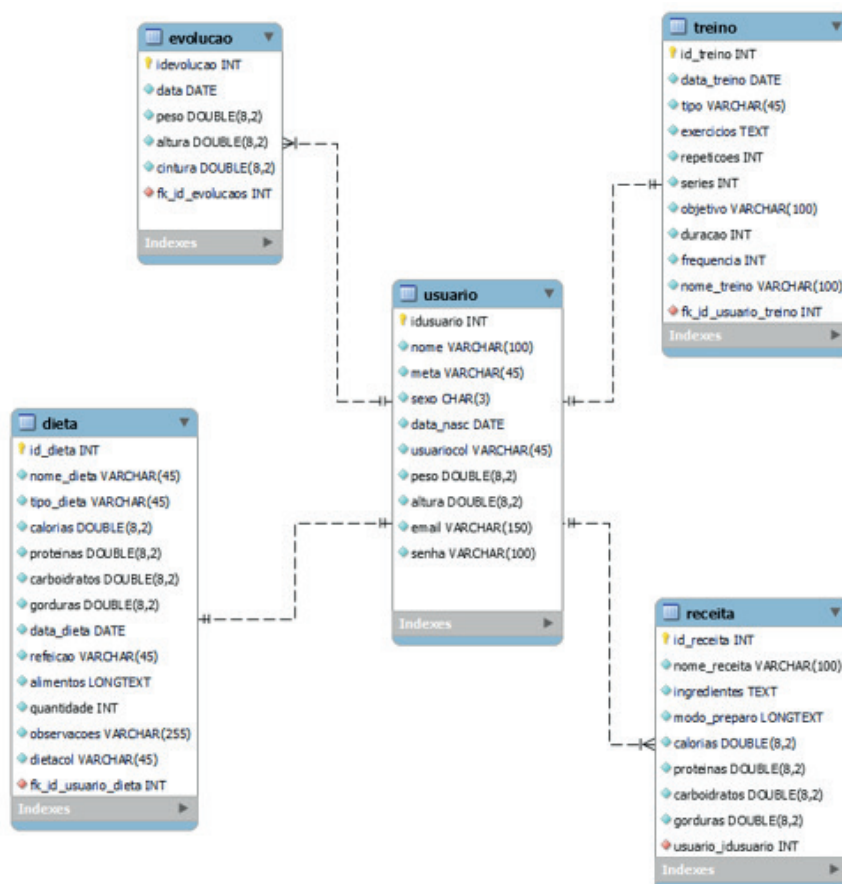 evolucao
idevolucao INT
data DATE
peso DOUBLE(8,2)
altura DOUBLE(8,2)
cintura DOUBLE(8,2)
fk_id_evolucaos INT
Indexes
treino
id_treino INT
data_treino DATE
tipo VARCHAR(45)
exercicios TEXT
repeticoes INT
series INT
objetivo VARCHAR(100)
duracao INT
frequencia INT
nome_treino VARCHAR(100)
fk_id_usuario_treino INT
Indexes
usuario
idusuario INT
nome VARCHAR(100)
meta VARCHAR(45)
sexo CHAR(3)
data_nasc DATE
usuariocol VARCHAR(45)
peso DOUBLE(8,2)
altura DOUBLE(8,2)
email VARCHAR(150)
senha VARCHAR(100)
Indexes
dieta
id_dieta INT
nome_dieta VARCHAR(45)
tipo_dieta VARCHAR(45)
calorias DOUBLE(8,2)
proteinas DOUBLE(8,2)
carboidratos DOUBLE(8,2)
gorduras DOUBLE(8,2)
data_dieta DATE
refeicao VARCHAR(45)
alimentos LONGTEXT
quantidade INT
observacoes VARCHAR(255)
dietacol VARCHAR(45)
fk_id_usuario_dieta INT
Indexes
receita
id_receita INT
nome_receita VARCHAR(100)
ingredientes TEXT
modo_preparo LONGTEXT
calorias DOUBLE(8,2)
proteinas DOUBLE(8,2)
carboidratos DOUBLE(8,2)
gorduras DOUBLE(8,2)
usuario_idusuario INT
Indexes